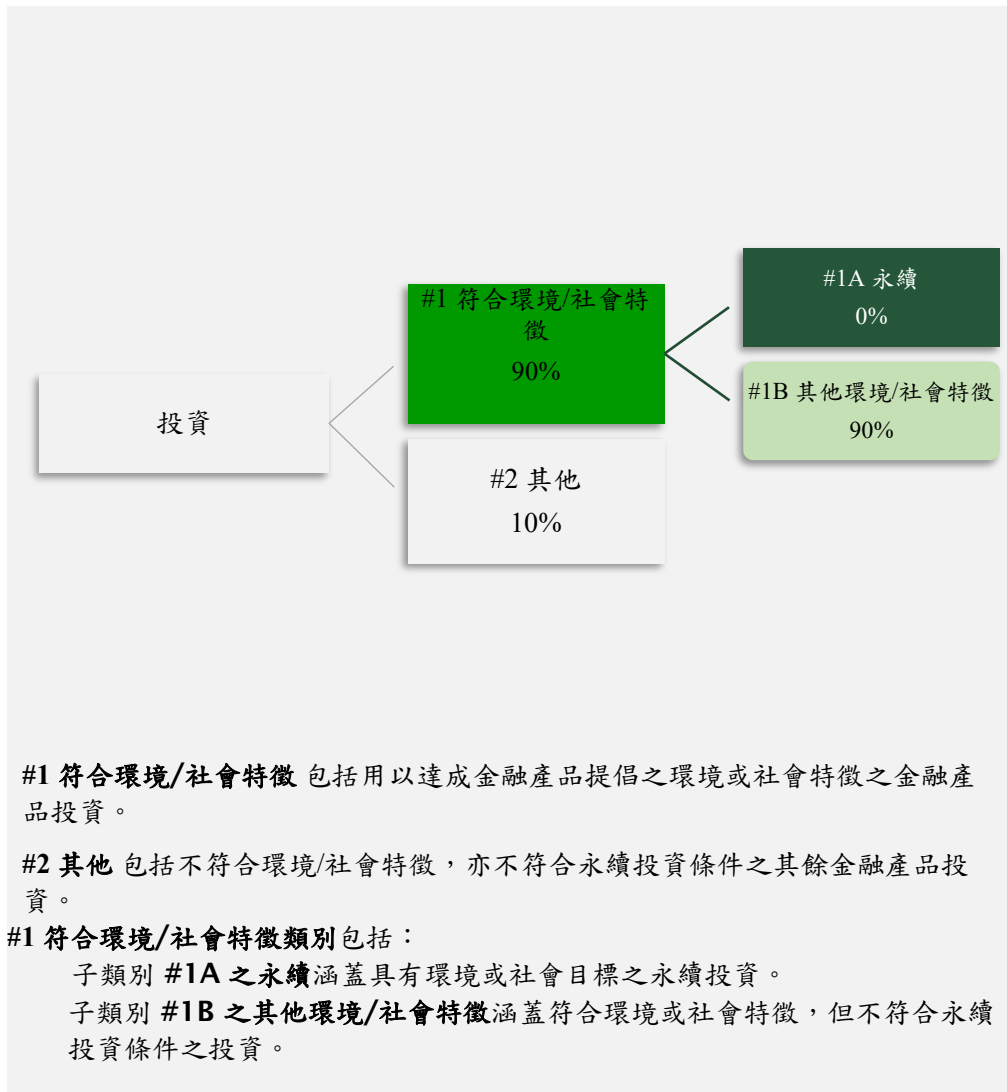 #1A 永續
0%
#1 符合環境/社會特
徵
90%
#1B 其他環境/社會特徵
90%
投資
#2 其他
10%
#1 符合環境/社會特徵 包括用以達成金融產品提倡之環境或社會特徵之金融產
品投資。
#2 其他 包括不符合環境/社會特徵，亦不符合永續投資條件之其餘金融產品投
資。
#1 符合環境/社會特徵類別包括：
子類別 #1A 之永續涵蓋具有環境或社會目標之永續投資。
子類別 #1B 之其他環境/社會特徵涵蓋符合環境或社會特徵，但不符合永續
投資條件之投資。